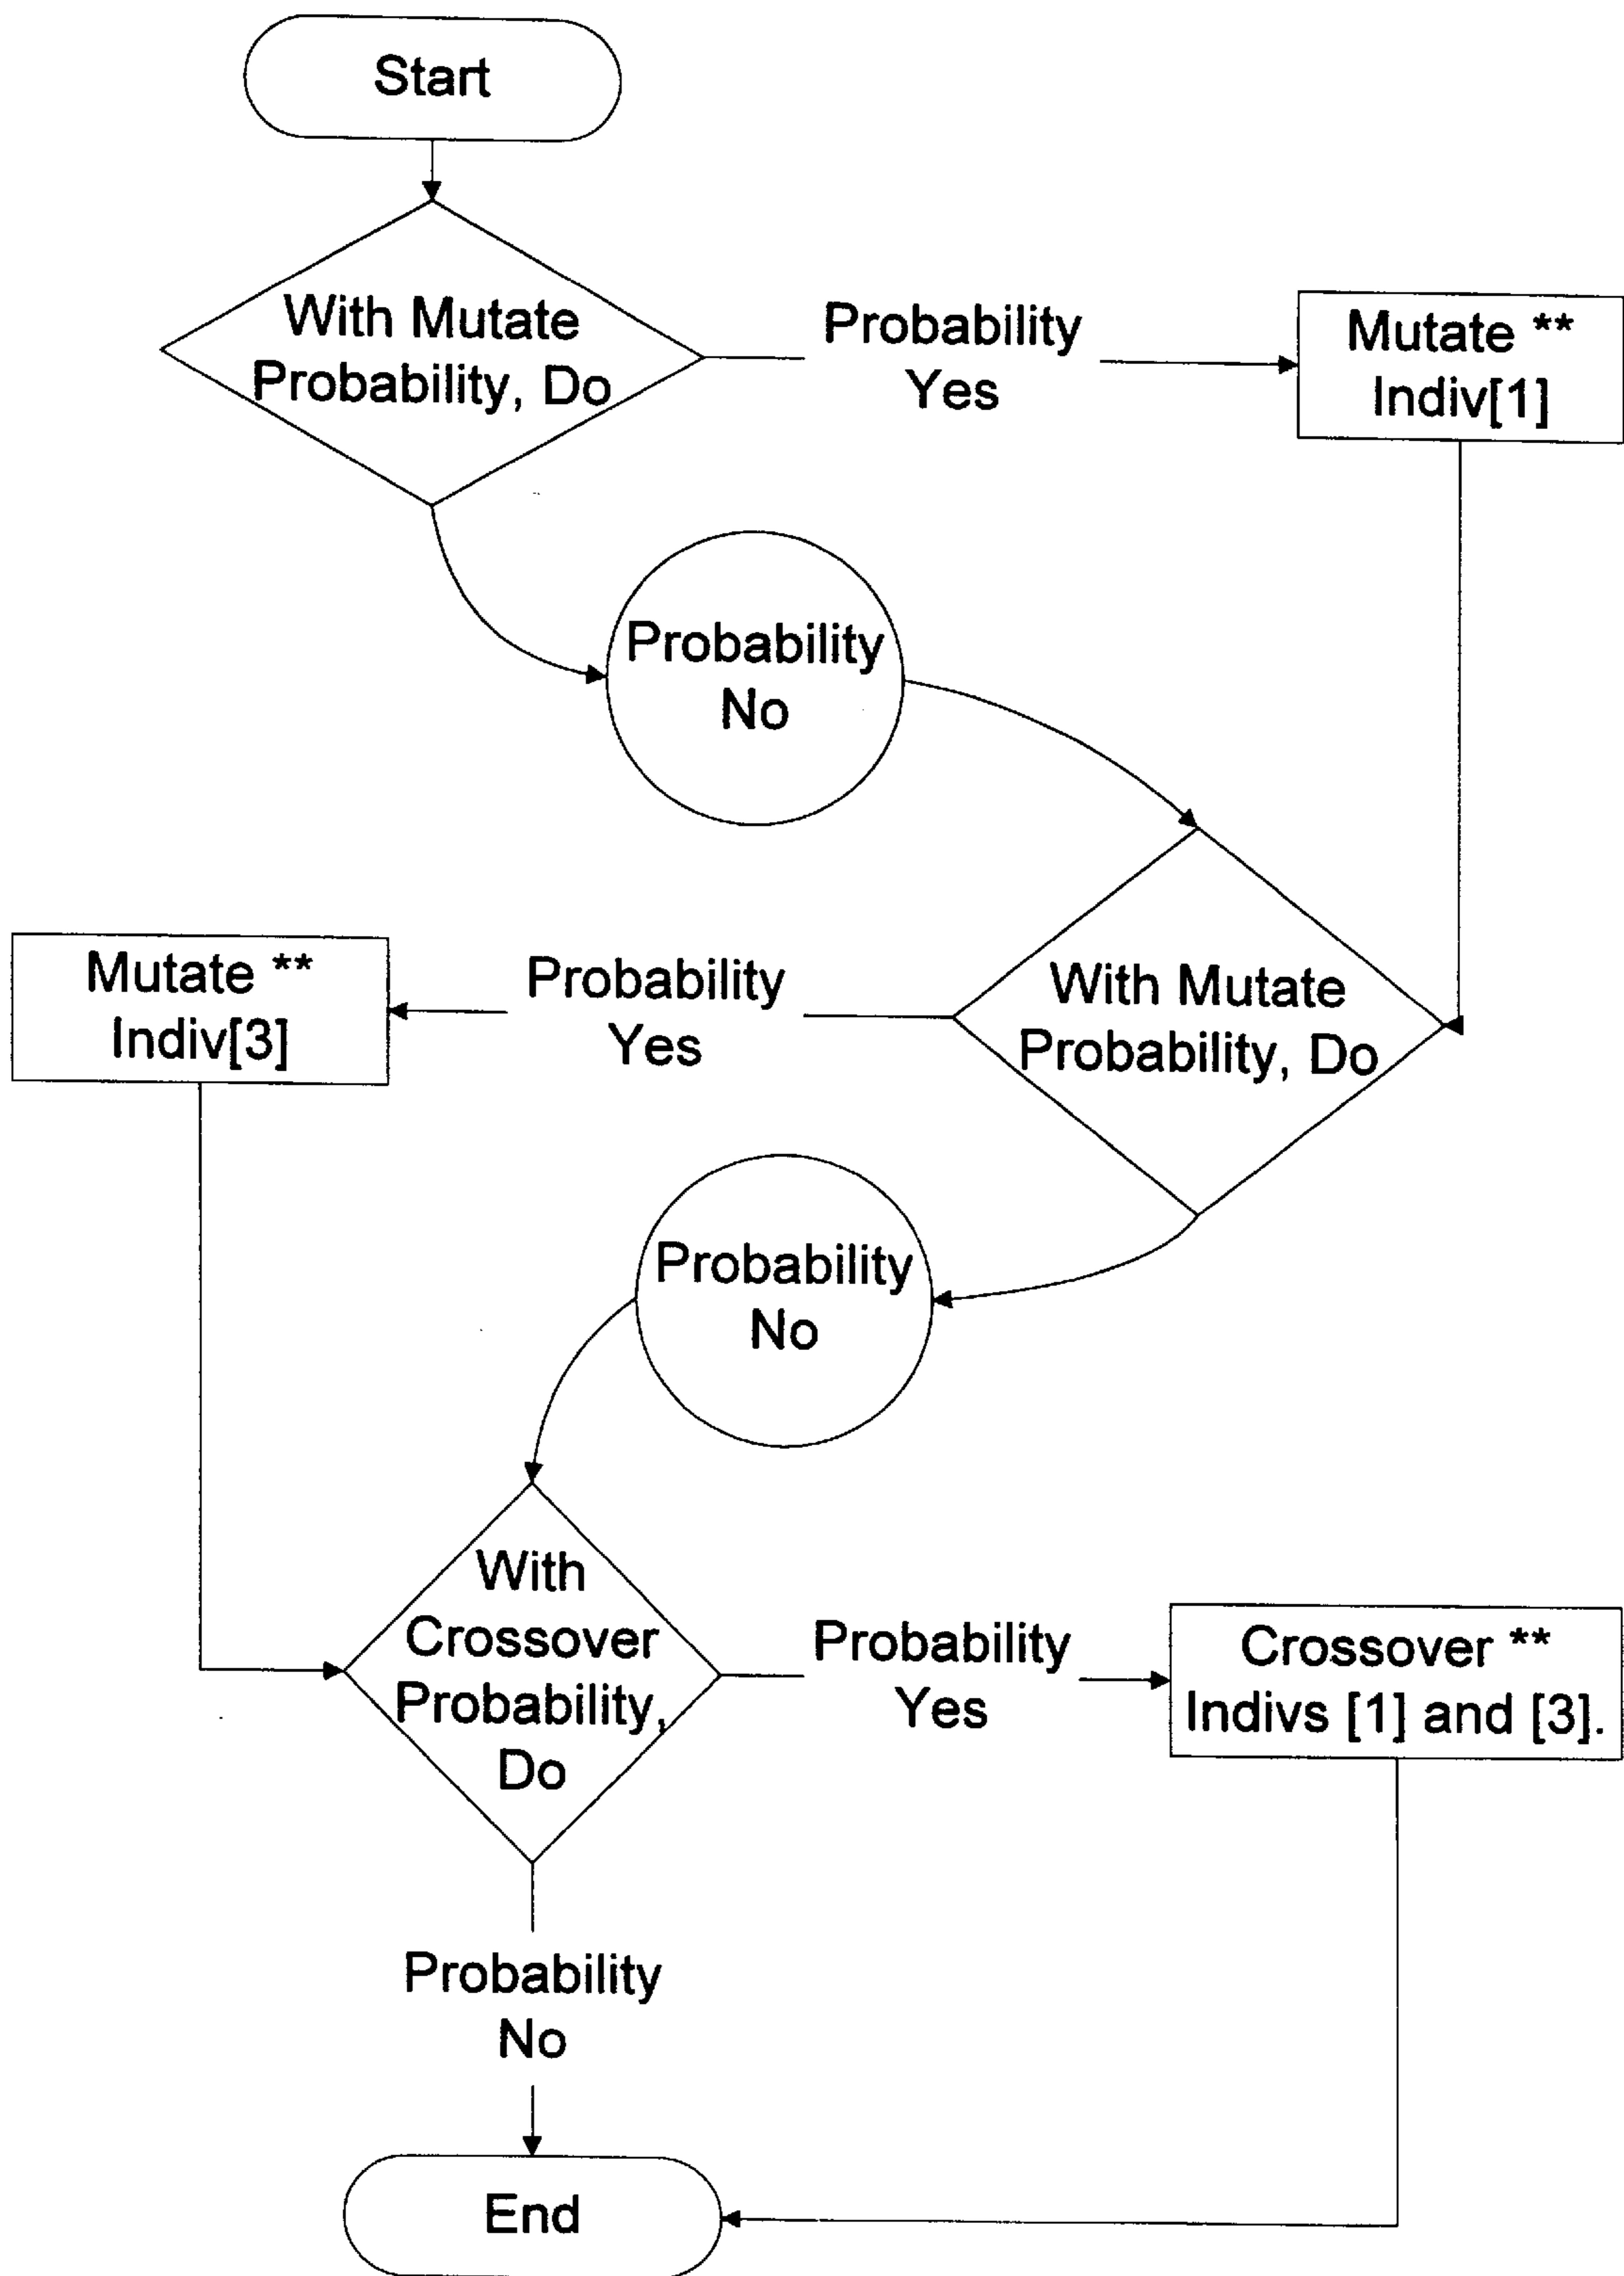 Start
With Mutate
Probability, Do
Probability
Yes
Mutate **
Indiv[1]
Probability
No
With Mutate
Probability, Do
Probability
Yes
Mutate **
Indiv[3]
Probability
No
With
Crossover
Probability,
Do
Probability
Yes
Crossover **
Indivs [1] and [3].
Probability
No
End